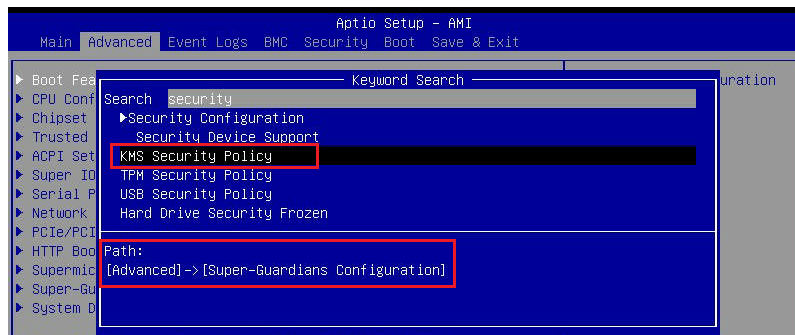 Aptio Setup - AMI
Main Advanced Event Logs BMC Security Boot Save & Exit
Boot Fea
CPU Conf
Chipset
Trusted
ACPI Set
Super IO
Serial P
Network
PCIe/PCI
HTTP Boo
Supermic
Super-Gu
System D
Keyword Search
Search security
Security Configuration
Security Device Support
KMS Security Policy
TPM Security Policy
USB Security Policy
Hard Drive Security Frozen
Path:
[Advanced]->[Super-Guardians Configuration]
uration